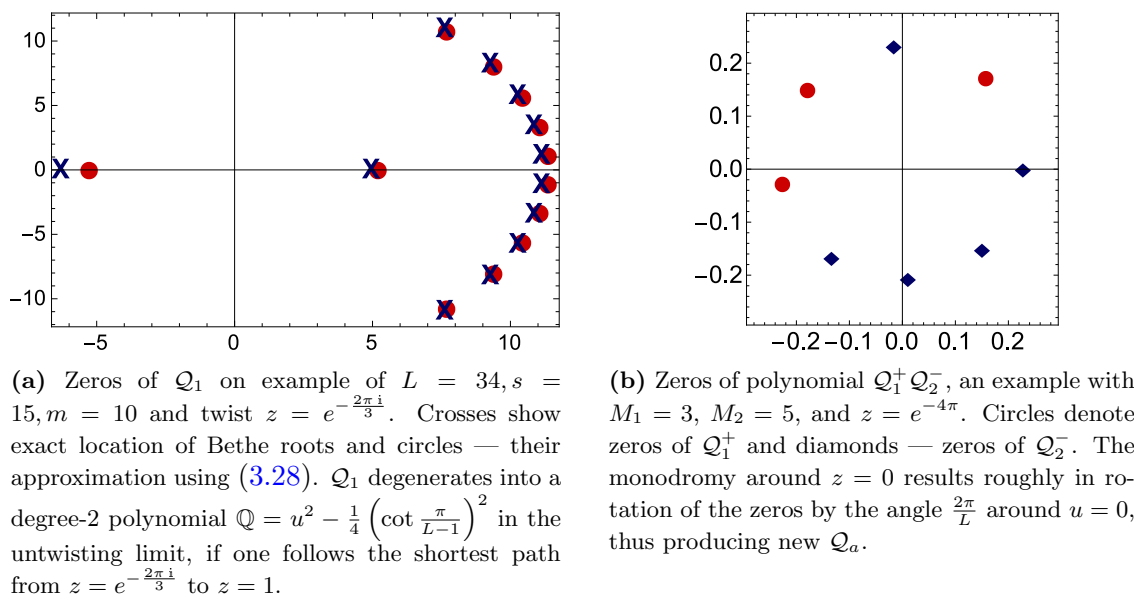 10
5
0
−5
−10
−5
0
5
10
0.2
0.1
0.0
−0.1
−0.2
−0.2
−0.1
0.0
0.1
0.2
(a) Zeros of 𝒬₁ on example of L = 34, s =
15, m = 10 and twist z = e^{−2πi/3}. Crosses show
exact location of Bethe roots and circles — their
approximation using (3.28). 𝒬₁ degenerates into a
degree-2 polynomial ℚ = u² − 1/4 (cot π/(L−1))² in the
untwisting limit, if one follows the shortest path
from z = e^{−2πi/3} to z = 1.
(b) Zeros of polynomial 𝒬₁⁺𝒬₂⁻, an example with
M₁ = 3, M₂ = 5, and z = e^{−4π}. Circles denote
zeros of 𝒬₁⁺ and diamonds — zeros of 𝒬₂⁻. The
monodromy around z = 0 results roughly in ro-
tation of the zeros by the angle 2π/L around u = 0,
thus producing new 𝒬ₐ.